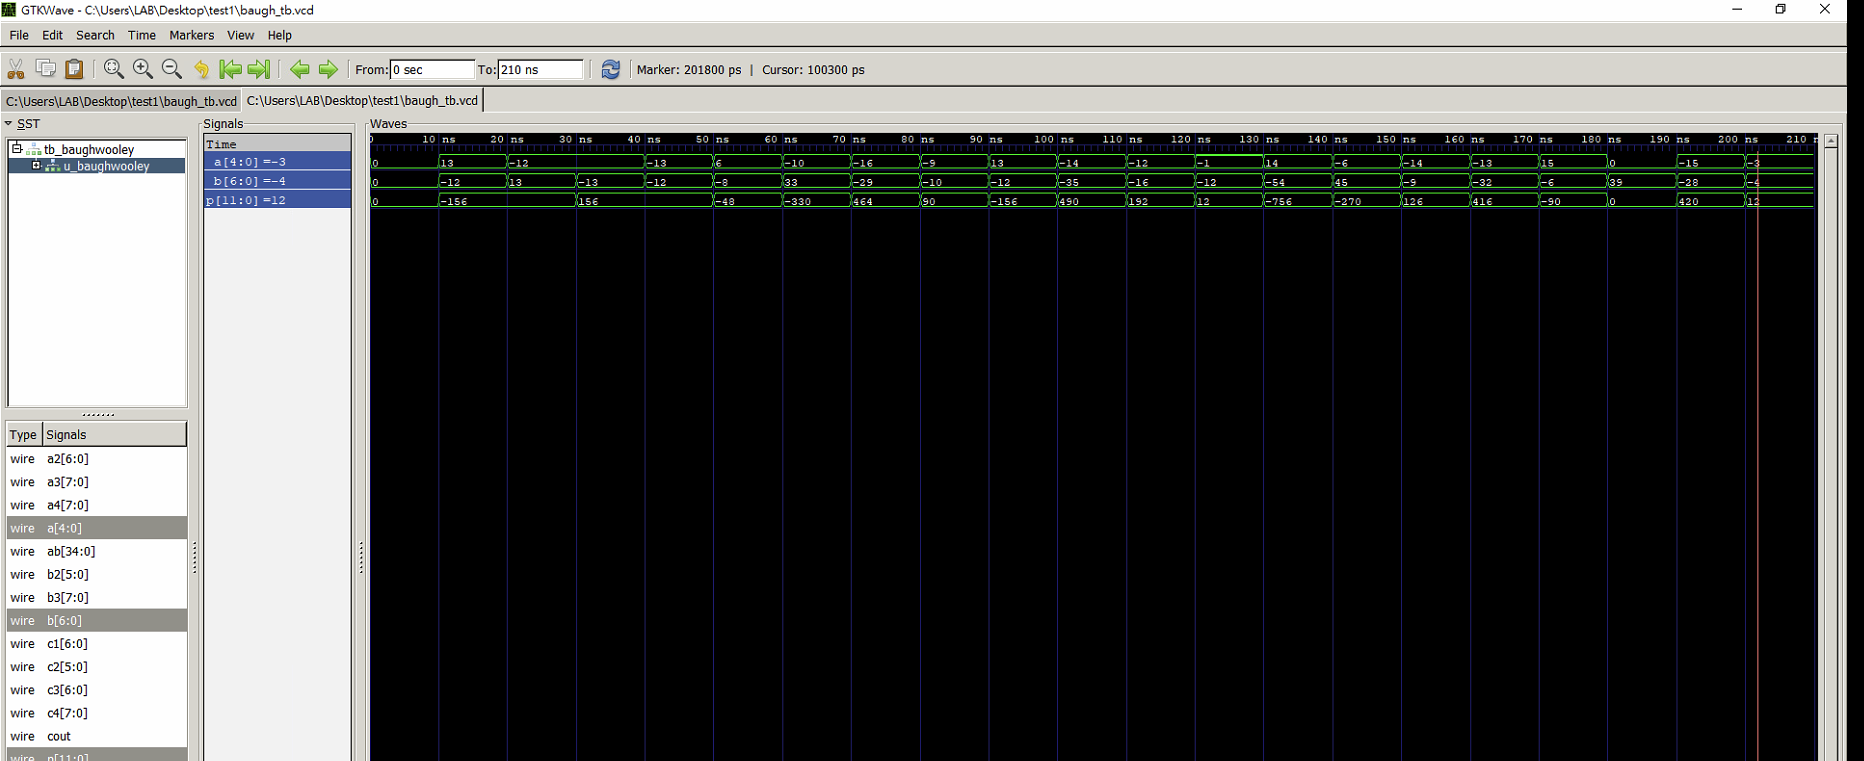 GTKWave - C:\Users\LAB\Desktop\test1\baugh_tb.vcd
File Edit Search Time Markers View Help
From: 0 sec To: 210 ns Marker: 201800 ps | Cursor: 100300 ps
C:\Users\LAB\Desktop\test1\baugh_tb.vcd C:\Users\LAB\Desktop\test1\baugh_tb.vcd
SST
tb_baughwooley
u_baughwooley
Type Signals
wire a2[6:0]
wire a3[7:0]
wire a4[7:0]
wire a[4:0]
wire ab[34:0]
wire b2[5:0]
wire b3[7:0]
wire b[6:0]
wire c1[6:0]
wire c2[5:0]
wire c3[6:0]
wire c4[7:0]
wire cout
wire p[11:0]
Signals
Time
a[4:0] =-3
b[6:0] =-4
p[11:0] =12
Waves
0 10 ns 20 ns 30 ns 40 ns 50 ns 60 ns 70 ns 80 ns 90 ns 100 ns 110 ns 120 ns 130 ns 140 ns 150 ns 160 ns 170 ns 180 ns 190 ns 200 ns 210
0 13 -12 -13 6 -10 -16 -9 13 -14 -12 -1 14 -6 -14 -13 15 0 -15 -3
0 -12 13 -13 -12 -8 33 -29 -10 -12 -35 -16 -12 -54 45 -9 -32 -6 39 -28 -4
0 -156 156 -48 -330 464 90 -156 490 192 12 -756 -270 126 416 -90 0 420 12